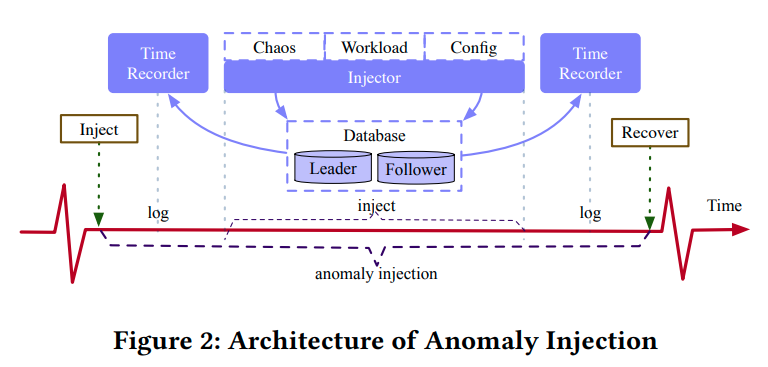 Time
Recorder
Chaos
Workload
Config
Injector
Time
Recorder
Inject
Database
Leader
Follower
Recover
log
inject
log
Time
anomaly injection
Figure 2: Architecture of Anomaly Injection